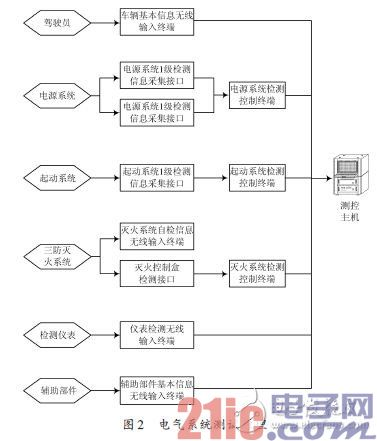 驾驶员
车辆基本信息无线
输入终端
电源系统
电源系统1级检测
信息采集接口
电源系统1级检测
信息采集接口
电源系统检测
控制终端
起动系统
起动系统1级检测
信息采集接口
起动系统检测
控制终端
测控
主机
三防灭
火系统
灭火系统自检信息
无线输入终端
灭火控制盒
检测接口
灭火系统检测
控制终端
检测仪表
仪表检测无线
输入终端
辅助部件
辅助部件基本信息
无线输入终端
图2 电气系统测
21ic电子网